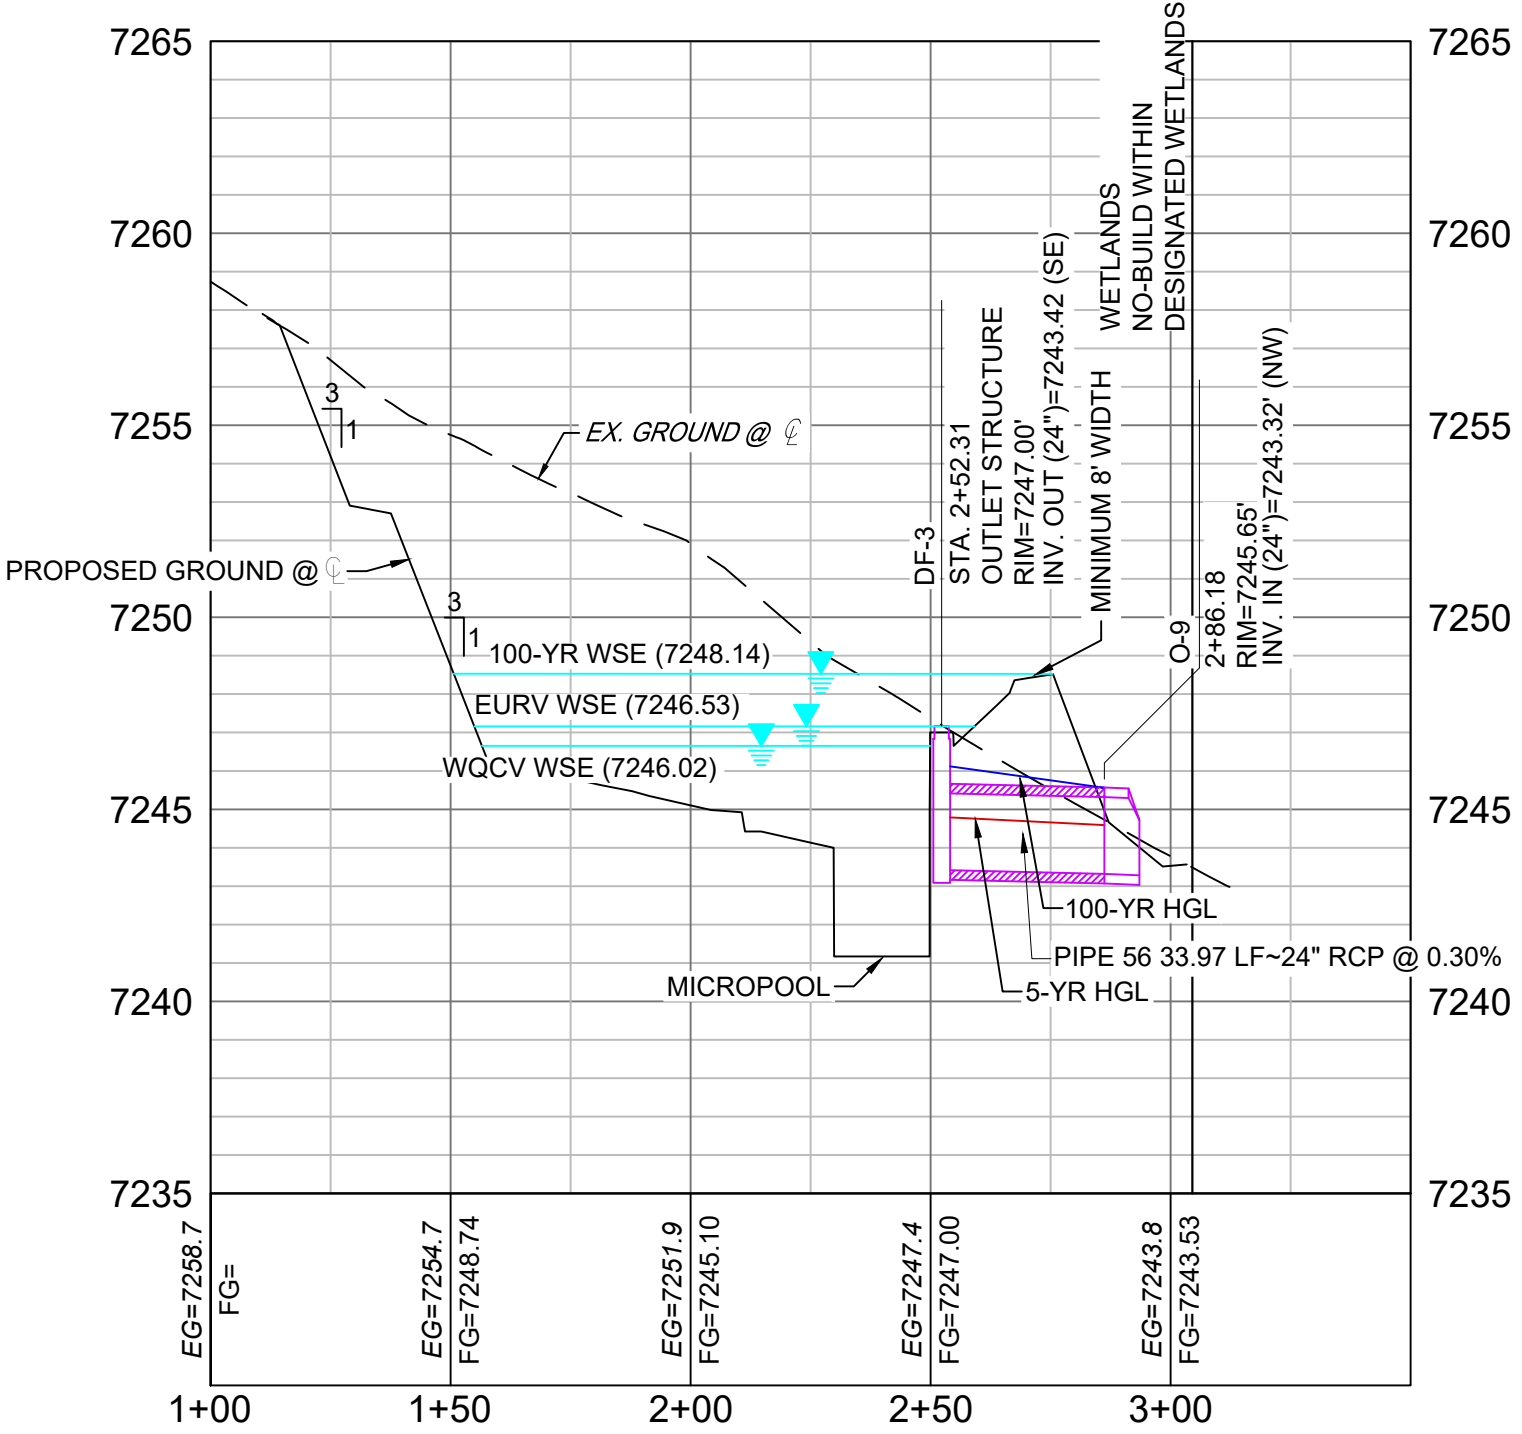 7265
7265
7260
7260
7255
7255
7250
7250
7245
7245
7240
7240
7235
7235
WETLANDS
NO-BUILD WITHIN
DESIGNATED WETLANDS
3
1
EX. GROUND @ ℄
PROPOSED GROUND @ ℄
3
1
100-YR WSE (7248.14)
EURV WSE (7246.53)
WQCV WSE (7246.02)
DF-3
STA. 2+52.31
OUTLET STRUCTURE
RIM=7247.00'
INV. OUT (24")=7243.42 (SE)
MINIMUM 8' WIDTH
O-9
2+86.18
RIM=7245.65'
INV. IN (24")=7243.32' (NW)
100-YR HGL
PIPE 56 33.97 LF~24" RCP @ 0.30%
5-YR HGL
MICROPOOL
EG=7258.7
FG=
EG=7254.7
FG=7248.74
EG=7251.9
FG=7245.10
EG=7247.4
FG=7247.00
EG=7243.8
FG=7243.53
1+00
1+50
2+00
2+50
3+00